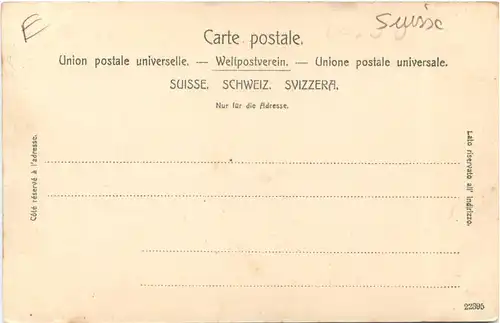 E
Suisse
Carte postale.
Union postale universelle. — Weltpostverein. — Unione postale universale.
SUISSE. SCHWEIZ. SVIZZERA.
Nur für die Adresse.
Côté réservé à l'adresse.
Lato riservato all' indirizzo.
22395